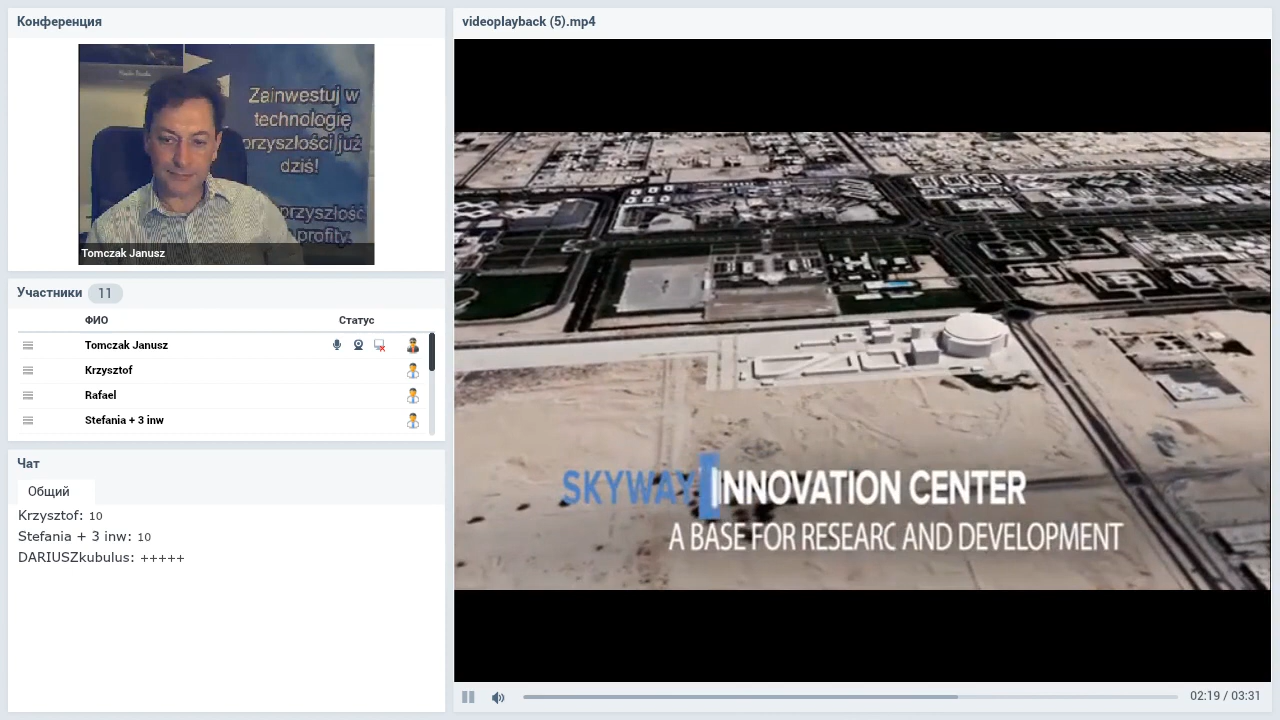 Конференция
Zainwestuj w
technologię
przyszłości już
dziś!
przyszłość
profity.
Tomczak Janusz
Участники 11
ФИО Статус
Tomczak Janusz
Krzysztof
Rafael
Stefania + 3 inw
Чат
Общий
Krzysztof: 10
Stefania + 3 inw: 10
DARIUSZkubulus: +++++
videoplayback (5).mp4
SKYWAY INNOVATION CENTER
A BASE FOR RESEARC AND DEVELOPMENT
02:19 / 03:31